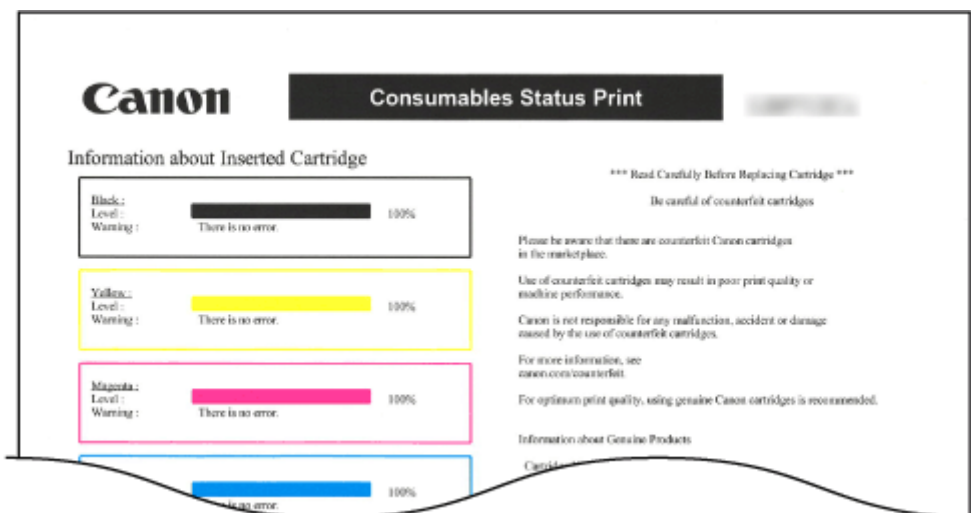 Canon
Consumables Status Print
Information about Inserted Cartridge
Black :
Level :
100%
Warning :
There is no error.
Yellow :
Level :
100%
Warning :
There is no error.
Magenta :
Level :
100%
Warning :
There is no error.
100%
is no error.
*** Read Carefully Before Replacing Cartridge ***
Be careful of counterfeit cartridges
Please be aware that there are counterfeit Canon cartridges
in the marketplace.
Use of counterfeit cartridges may result in poor print quality or
machine performance.
Canon is not responsible for any malfunction, accident or damage
caused by the use of counterfeit cartridges.
For more information, see
canon.com/counterfeit.
For optimum print quality, using genuine Canon cartridges is recommended.
Information about Genuine Products